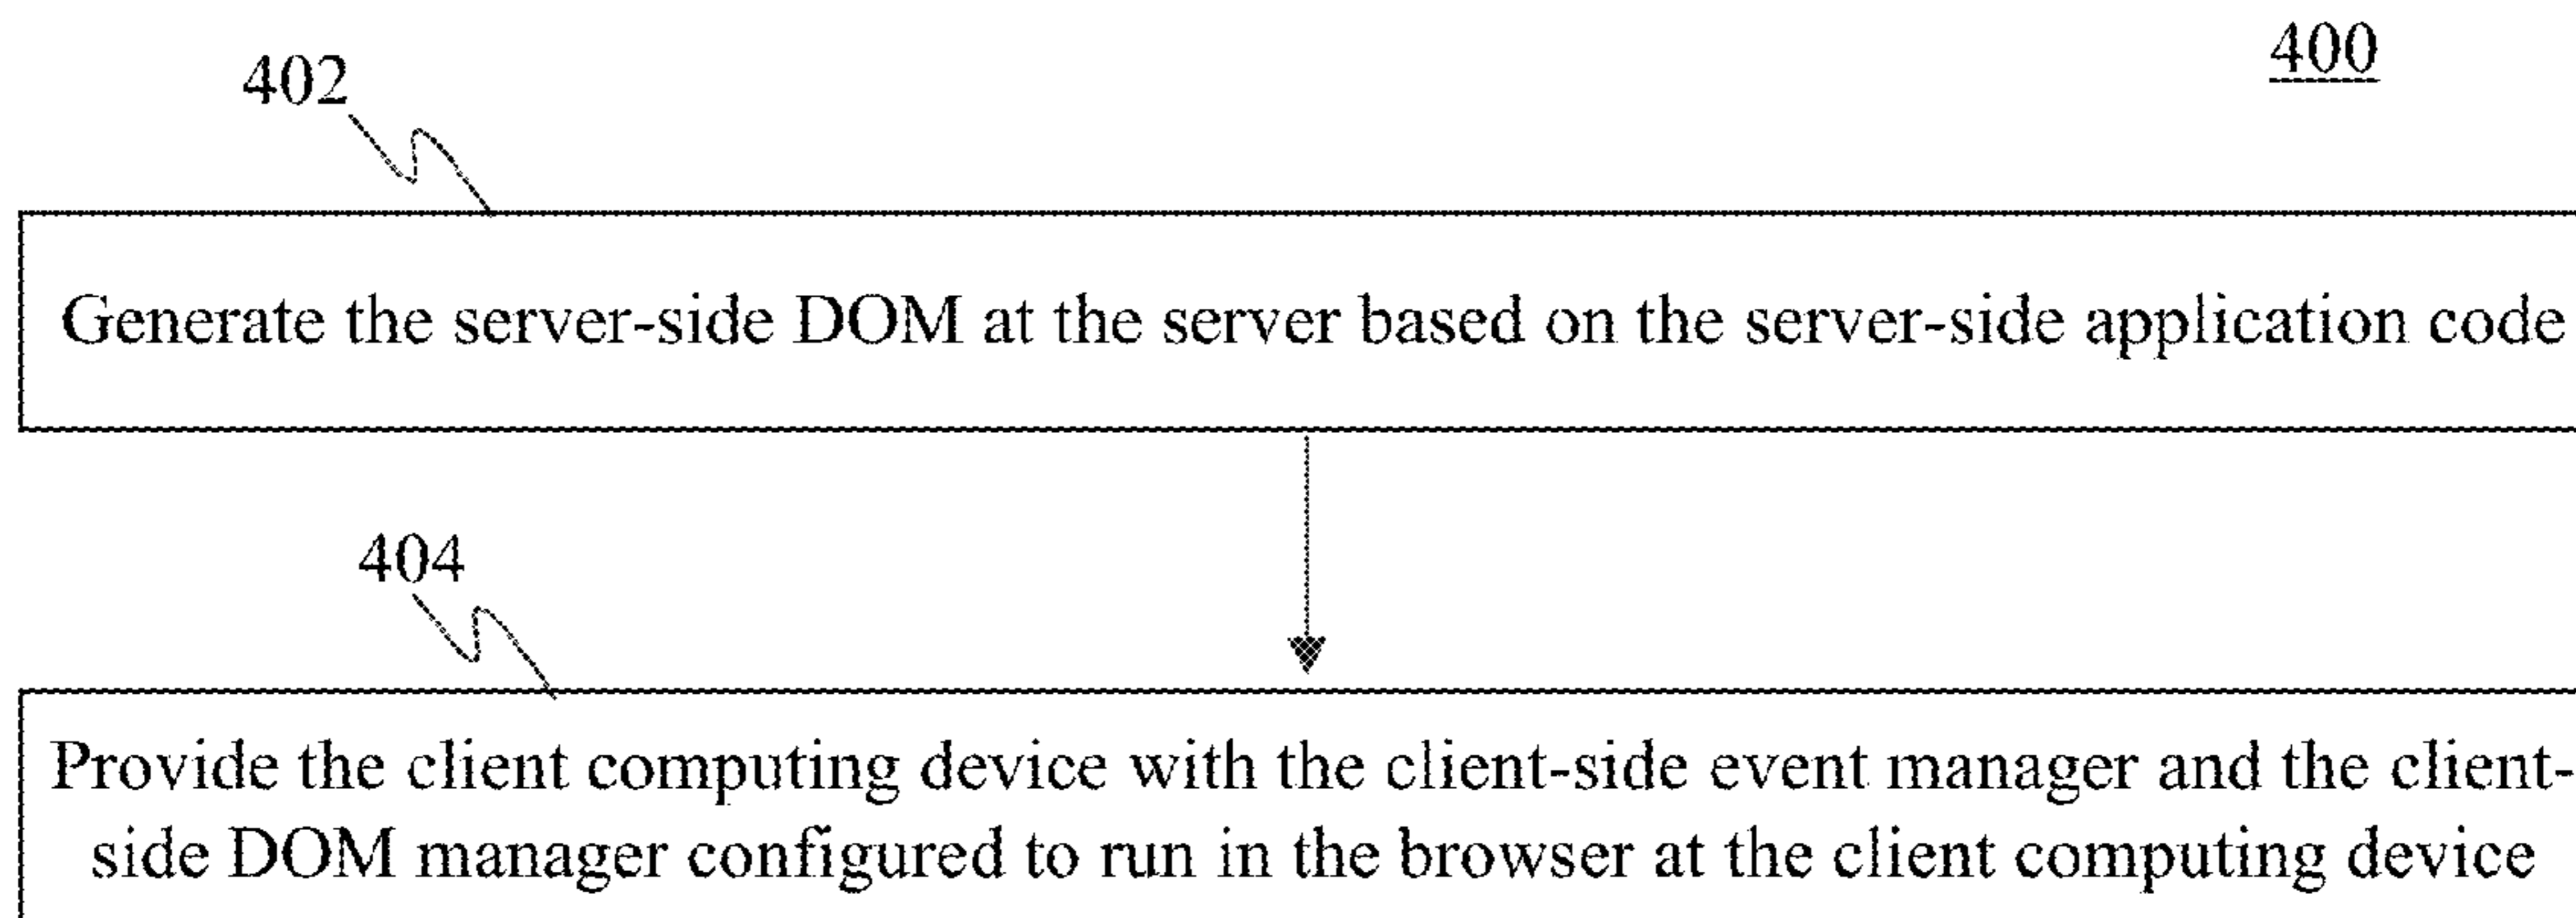 400
402
Generate the server-side DOM at the server based on the server-side application code
404
Provide the client computing device with the client-side event manager and the client-
side DOM manager configured to run in the browser at the client computing device